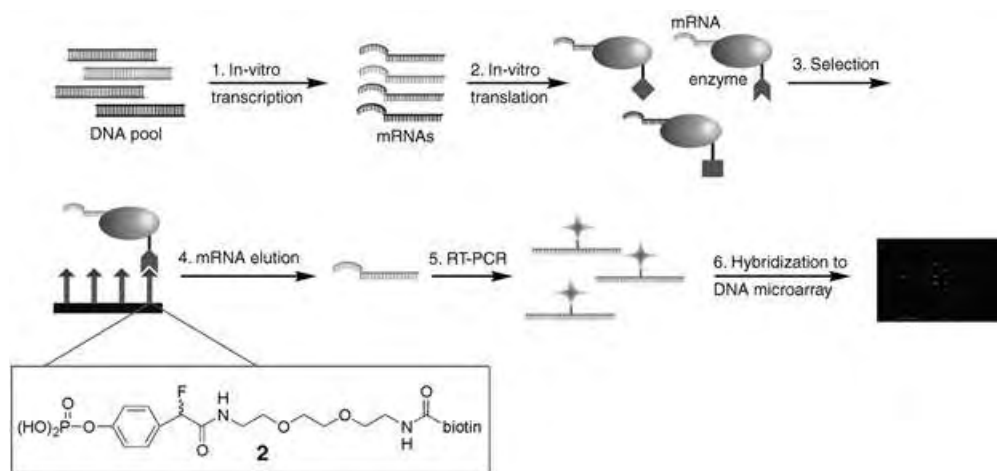 1. In-vitro
transcription
DNA pool
2. In-vitro
translation
mRNAs
mRNA
enzyme
3. Selection
4. mRNA elution
5. RT-PCR
6. Hybridization to
DNA microarray
(HO)₂P
O
O
F
O
H
N
O
O
N
H
O
biotin
2